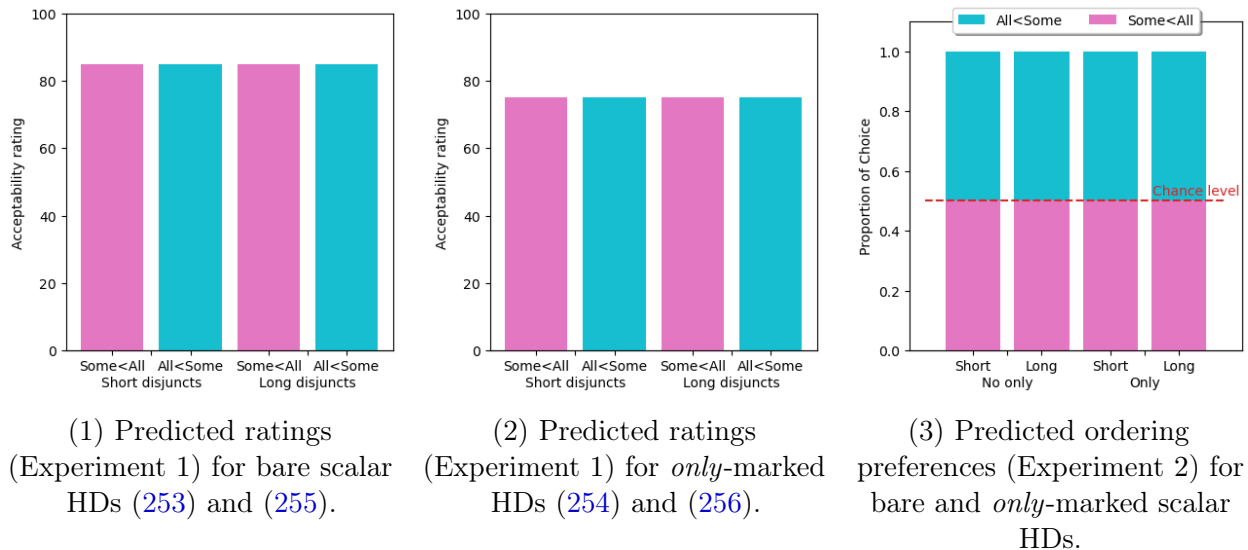 100
80
60
40
20
0
Acceptability rating
Some<All All<Some Some<All All<Some
Short disjuncts Long disjuncts
(1) Predicted ratings
(Experiment 1) for bare scalar
HDs (253) and (255).
100
80
60
40
20
0
Acceptability rating
Some<All All<Some Some<All All<Some
Short disjuncts Long disjuncts
(2) Predicted ratings
(Experiment 1) for only-marked
HDs (254) and (256).
All<Some Some<All
1.0
0.8
0.6
0.4
0.2
0.0
Proportion of Choice
Chance level
Short Long Short Long
No only Only
(3) Predicted ordering
preferences (Experiment 2) for
bare and only-marked scalar
HDs.